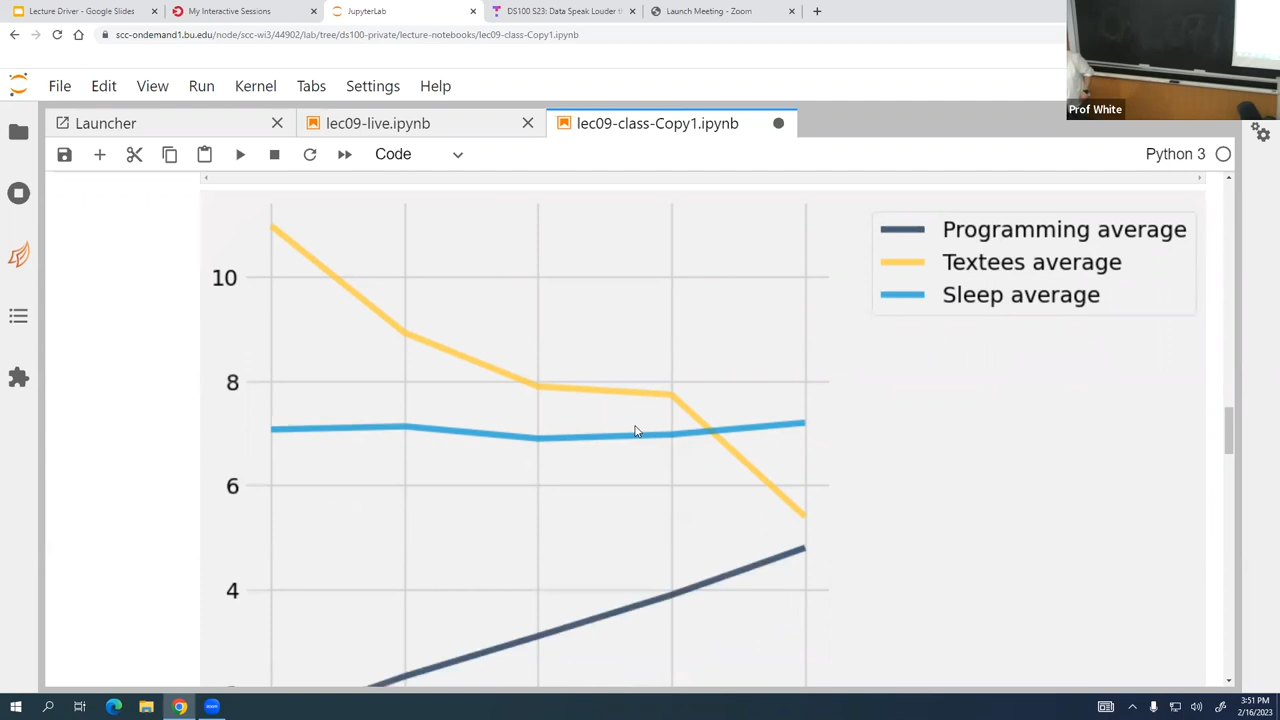 Lecture Driver - Google Slides
My Interactive Sessions
JupyterLab
DS100 S23: Data Speak Louder
Launch Meeting - Zoom
scc-ondemand1.bu.edu/node/scc-wi3/44902/lab/tree/ds100-private/lecture-notebooks/lec09-class-Copy1.ipynb
Prof White
File Edit View Run Kernel Tabs Settings Help
Launcher
lec09-live.ipynb
lec09-class-Copy1.ipynb
Code
Python 3
Programming average
Textees average
Sleep average
10
8
6
4
3:51 PM
2/16/2023